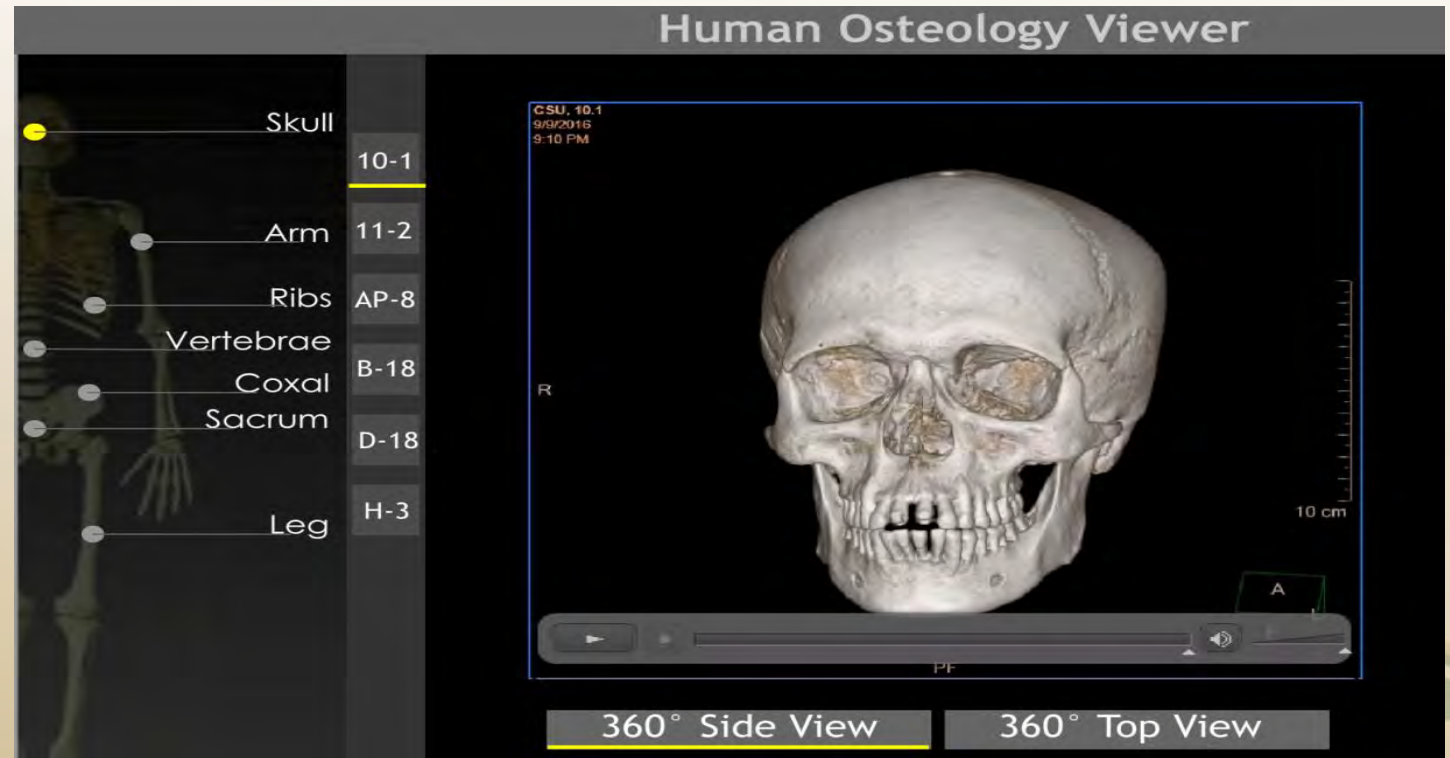 Human Osteology Viewer
Skull
Arm
Ribs
Vertebrae
Coxal
Sacrum
Leg
10-1
11-2
AP-8
B-18
D-18
H-3
CSU, 10.1
9/9/2016
9:10 PM
R
10 cm
A
L
PF
360° Side View
360° Top View